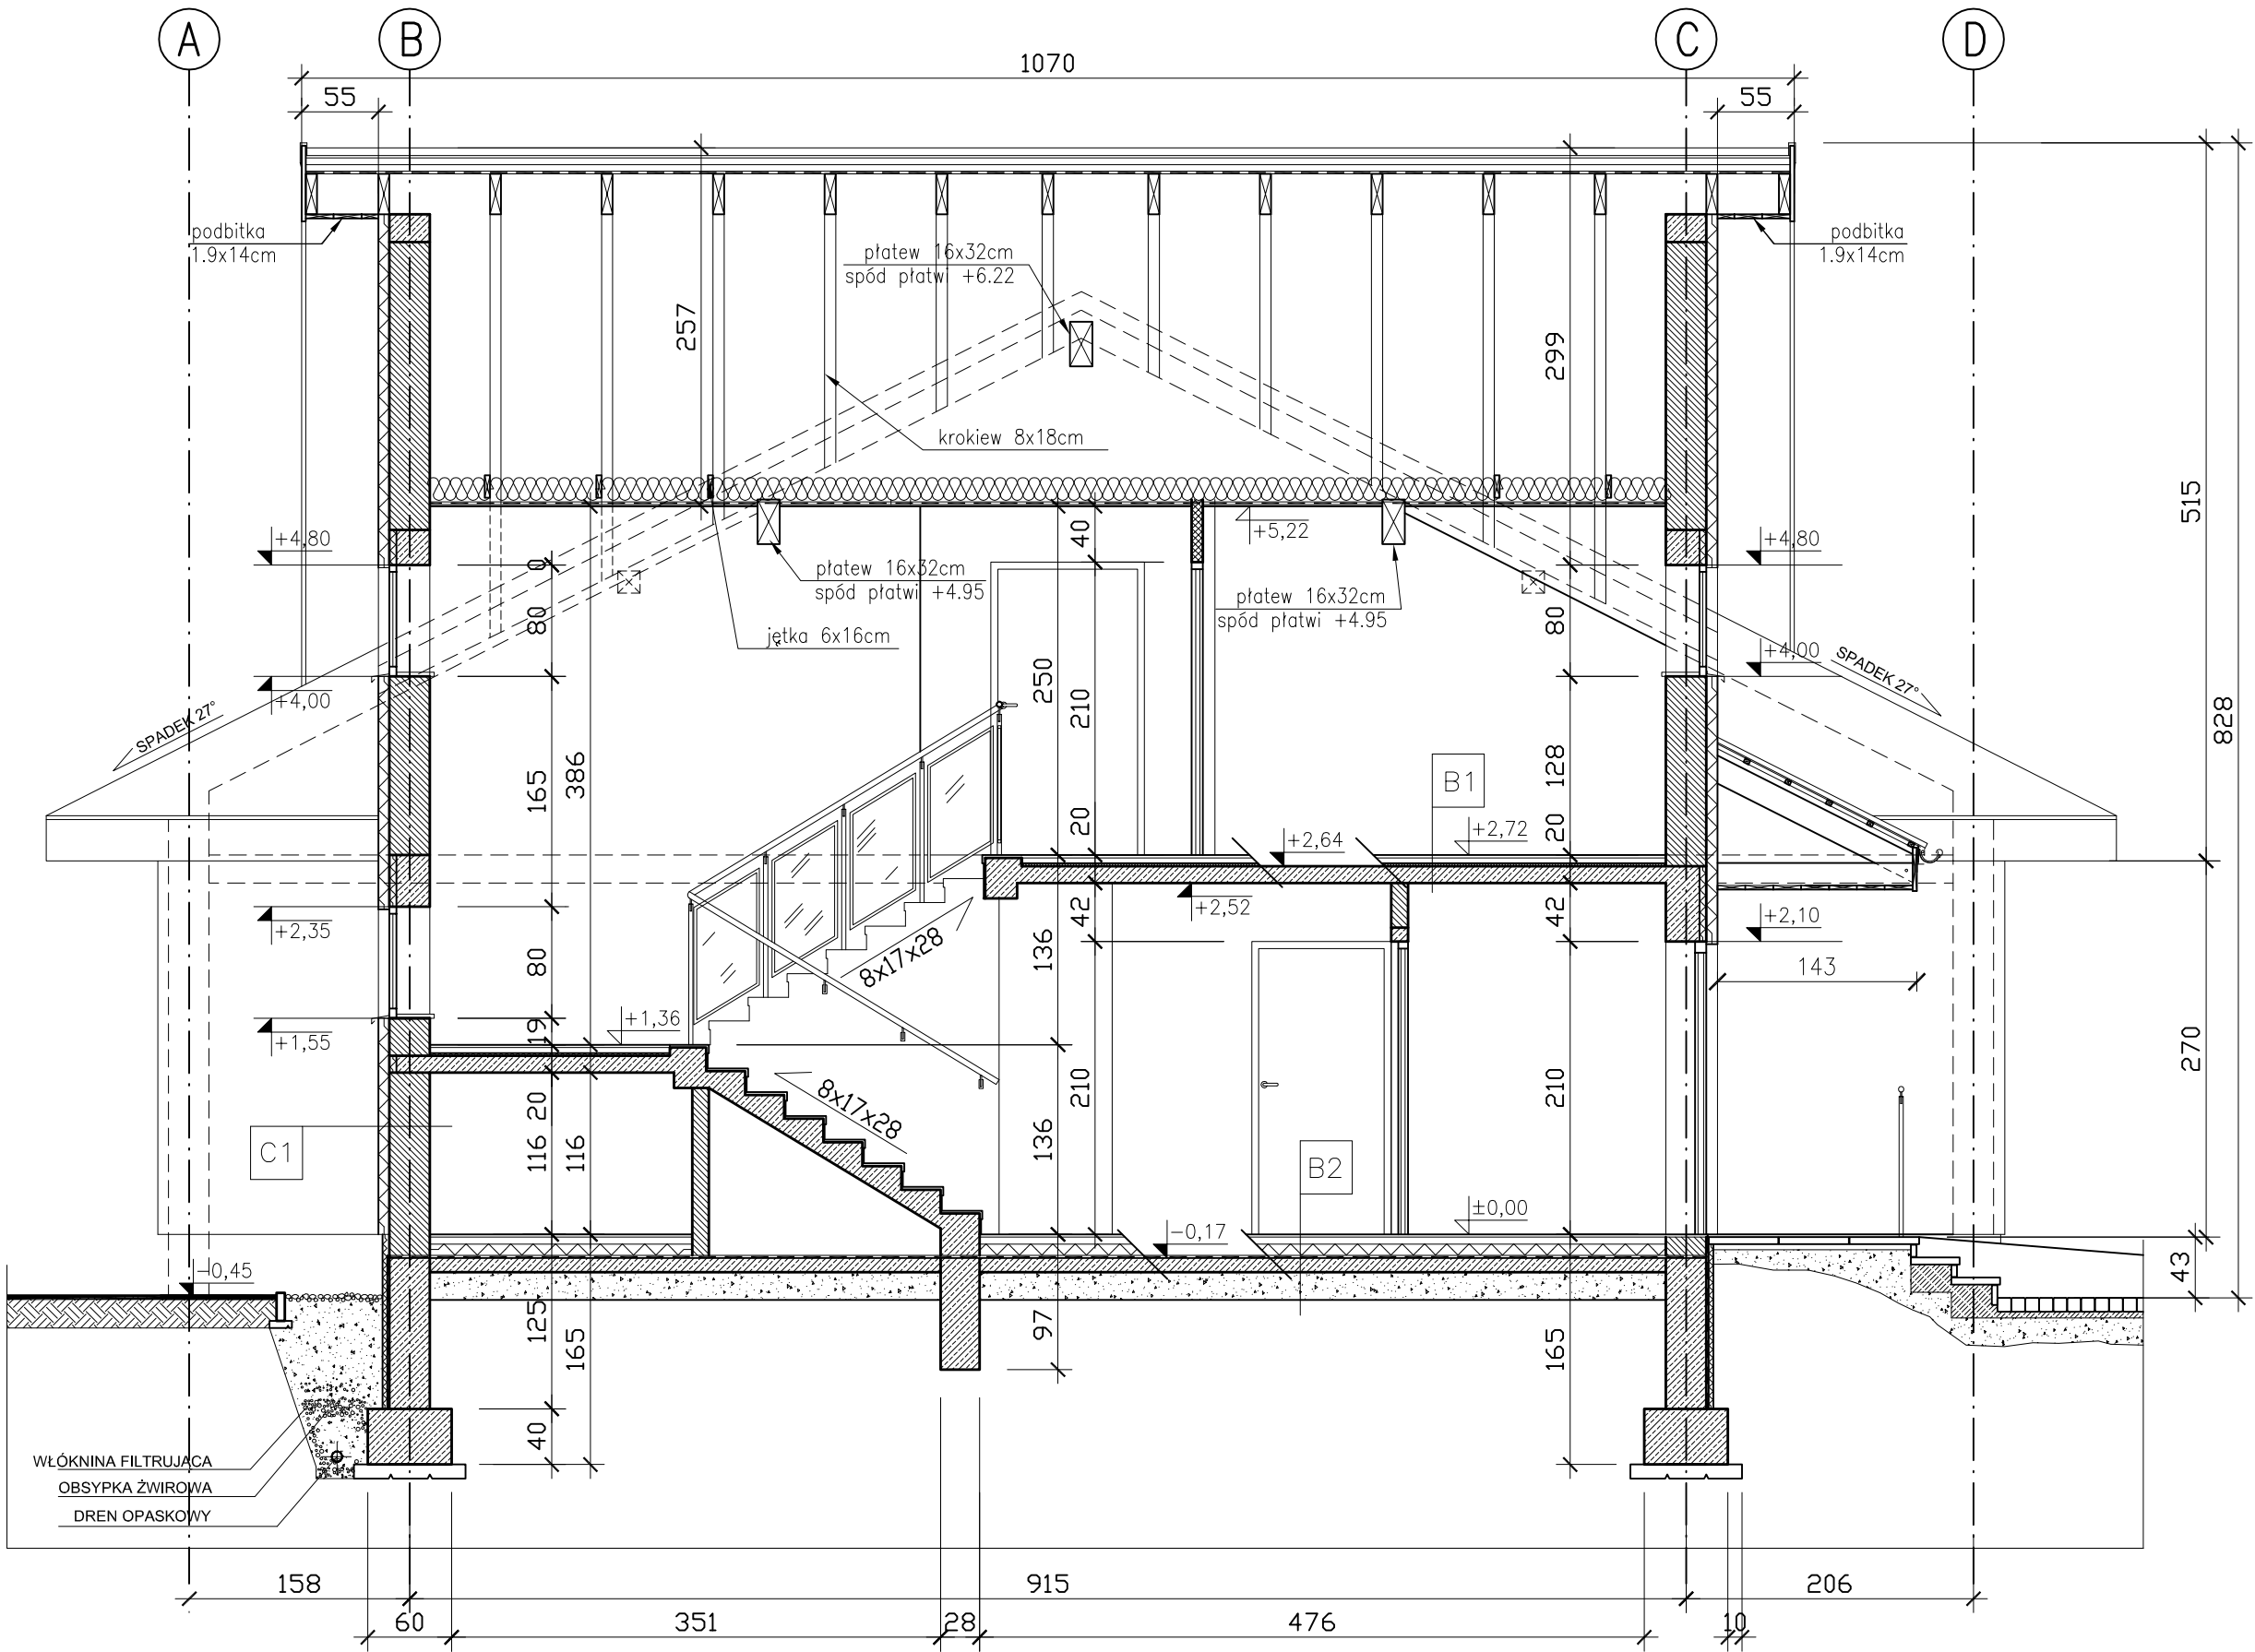 A
B
C
D
1070
55
55
podbitka
1.9x14cm
podbitka
1.9x14cm
płatew 16x32cm
spód płatwi +6.22
257
299
krokiew 8x18cm
515
+4,80
0
40
+5,22
+4,80
płatew 16x32cm
spód płatwi +4.95
płatew 16x32cm
spód płatwi +4.95
80
80
jętka 6x16cm
+4,00
+4,00
SPADEK 27°
SPADEK 27°
250
210
828
165
386
128
B1
20
20
+2,64
+2,72
+2,35
42
+2,52
42
+2,10
80
8x17x28
136
143
+1,36
19
+1,55
270
20
210
210
8x17x28
C1
116
116
136
B2
±0,00
-0,17
-0,45
43
125
165
97
165
40
WŁÓKNINA FILTRUJACA
OBSYPKA ŻWIROWA
DREN OPASKOWY
158
915
206
60
351
28
476
10